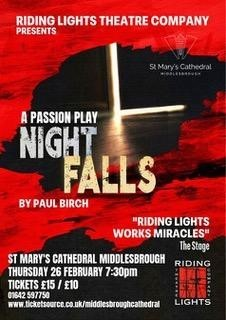 RIDING LIGHTS THEATRE COMPANY
PRESENTS
St Mary's Cathedral
MIDDLESBROUGH
A PASSION PLAY
NIGHT
FALLS
BY PAUL BIRCH
"RIDING LIGHTS
WORKS MIRACLES"
The Stage
ST MARY'S CATHEDRAL MIDDLESBROUGH
THURSDAY 26 FEBRUARY 7:30pm
TICKETS £15 / £10
01642 597750
www.ticketsource.co.uk/middlesbroughcathedral
RIDING
LIGHTS